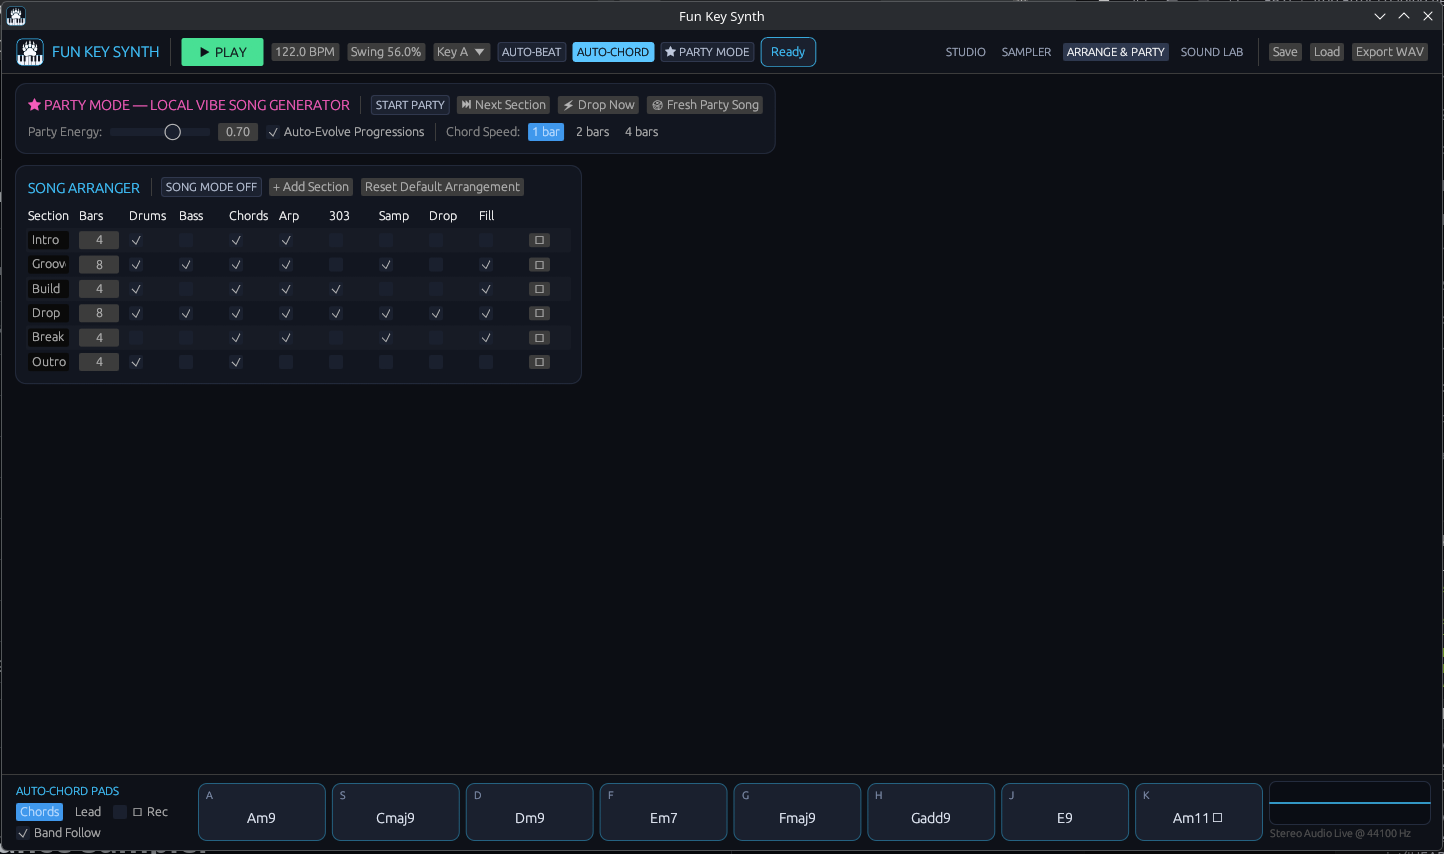 Fun Key Synth
FUN KEY SYNTH ▶ PLAY 122.0 BPM Swing 56.0% Key A ▼ AUTO-BEAT AUTO-CHORD ★ PARTY MODE Ready STUDIO SAMPLER ARRANGE & PARTY SOUND LAB Save Load Export WAV
★ PARTY MODE — LOCAL VIBE SONG GENERATOR START PARTY ⏭ Next Section ⚡ Drop Now 🎲 Fresh Party Song
Party Energy: 0.70 ✓ Auto-Evolve Progressions Chord Speed: 1 bar 2 bars 4 bars
SONG ARRANGER SONG MODE OFF + Add Section Reset Default Arrangement
Section Bars Drums Bass Chords Arp 303 Samp Drop Fill
Intro 4 ✓ ✓ ✓
Groov 8 ✓ ✓ ✓ ✓ ✓ ✓
Build 4 ✓ ✓ ✓ ✓ ✓
Drop 8 ✓ ✓ ✓ ✓ ✓ ✓ ✓ ✓
Break 4 ✓ ✓ ✓ ✓
Outro 4 ✓ ✓
AUTO-CHORD PADS
Chords Lead □ Rec
✓ Band Follow
A Am9
S Cmaj9
D Dm9
F Em7
G Fmaj9
H Gadd9
J E9
K Am11 □
Stereo Audio Live @ 44100 Hz